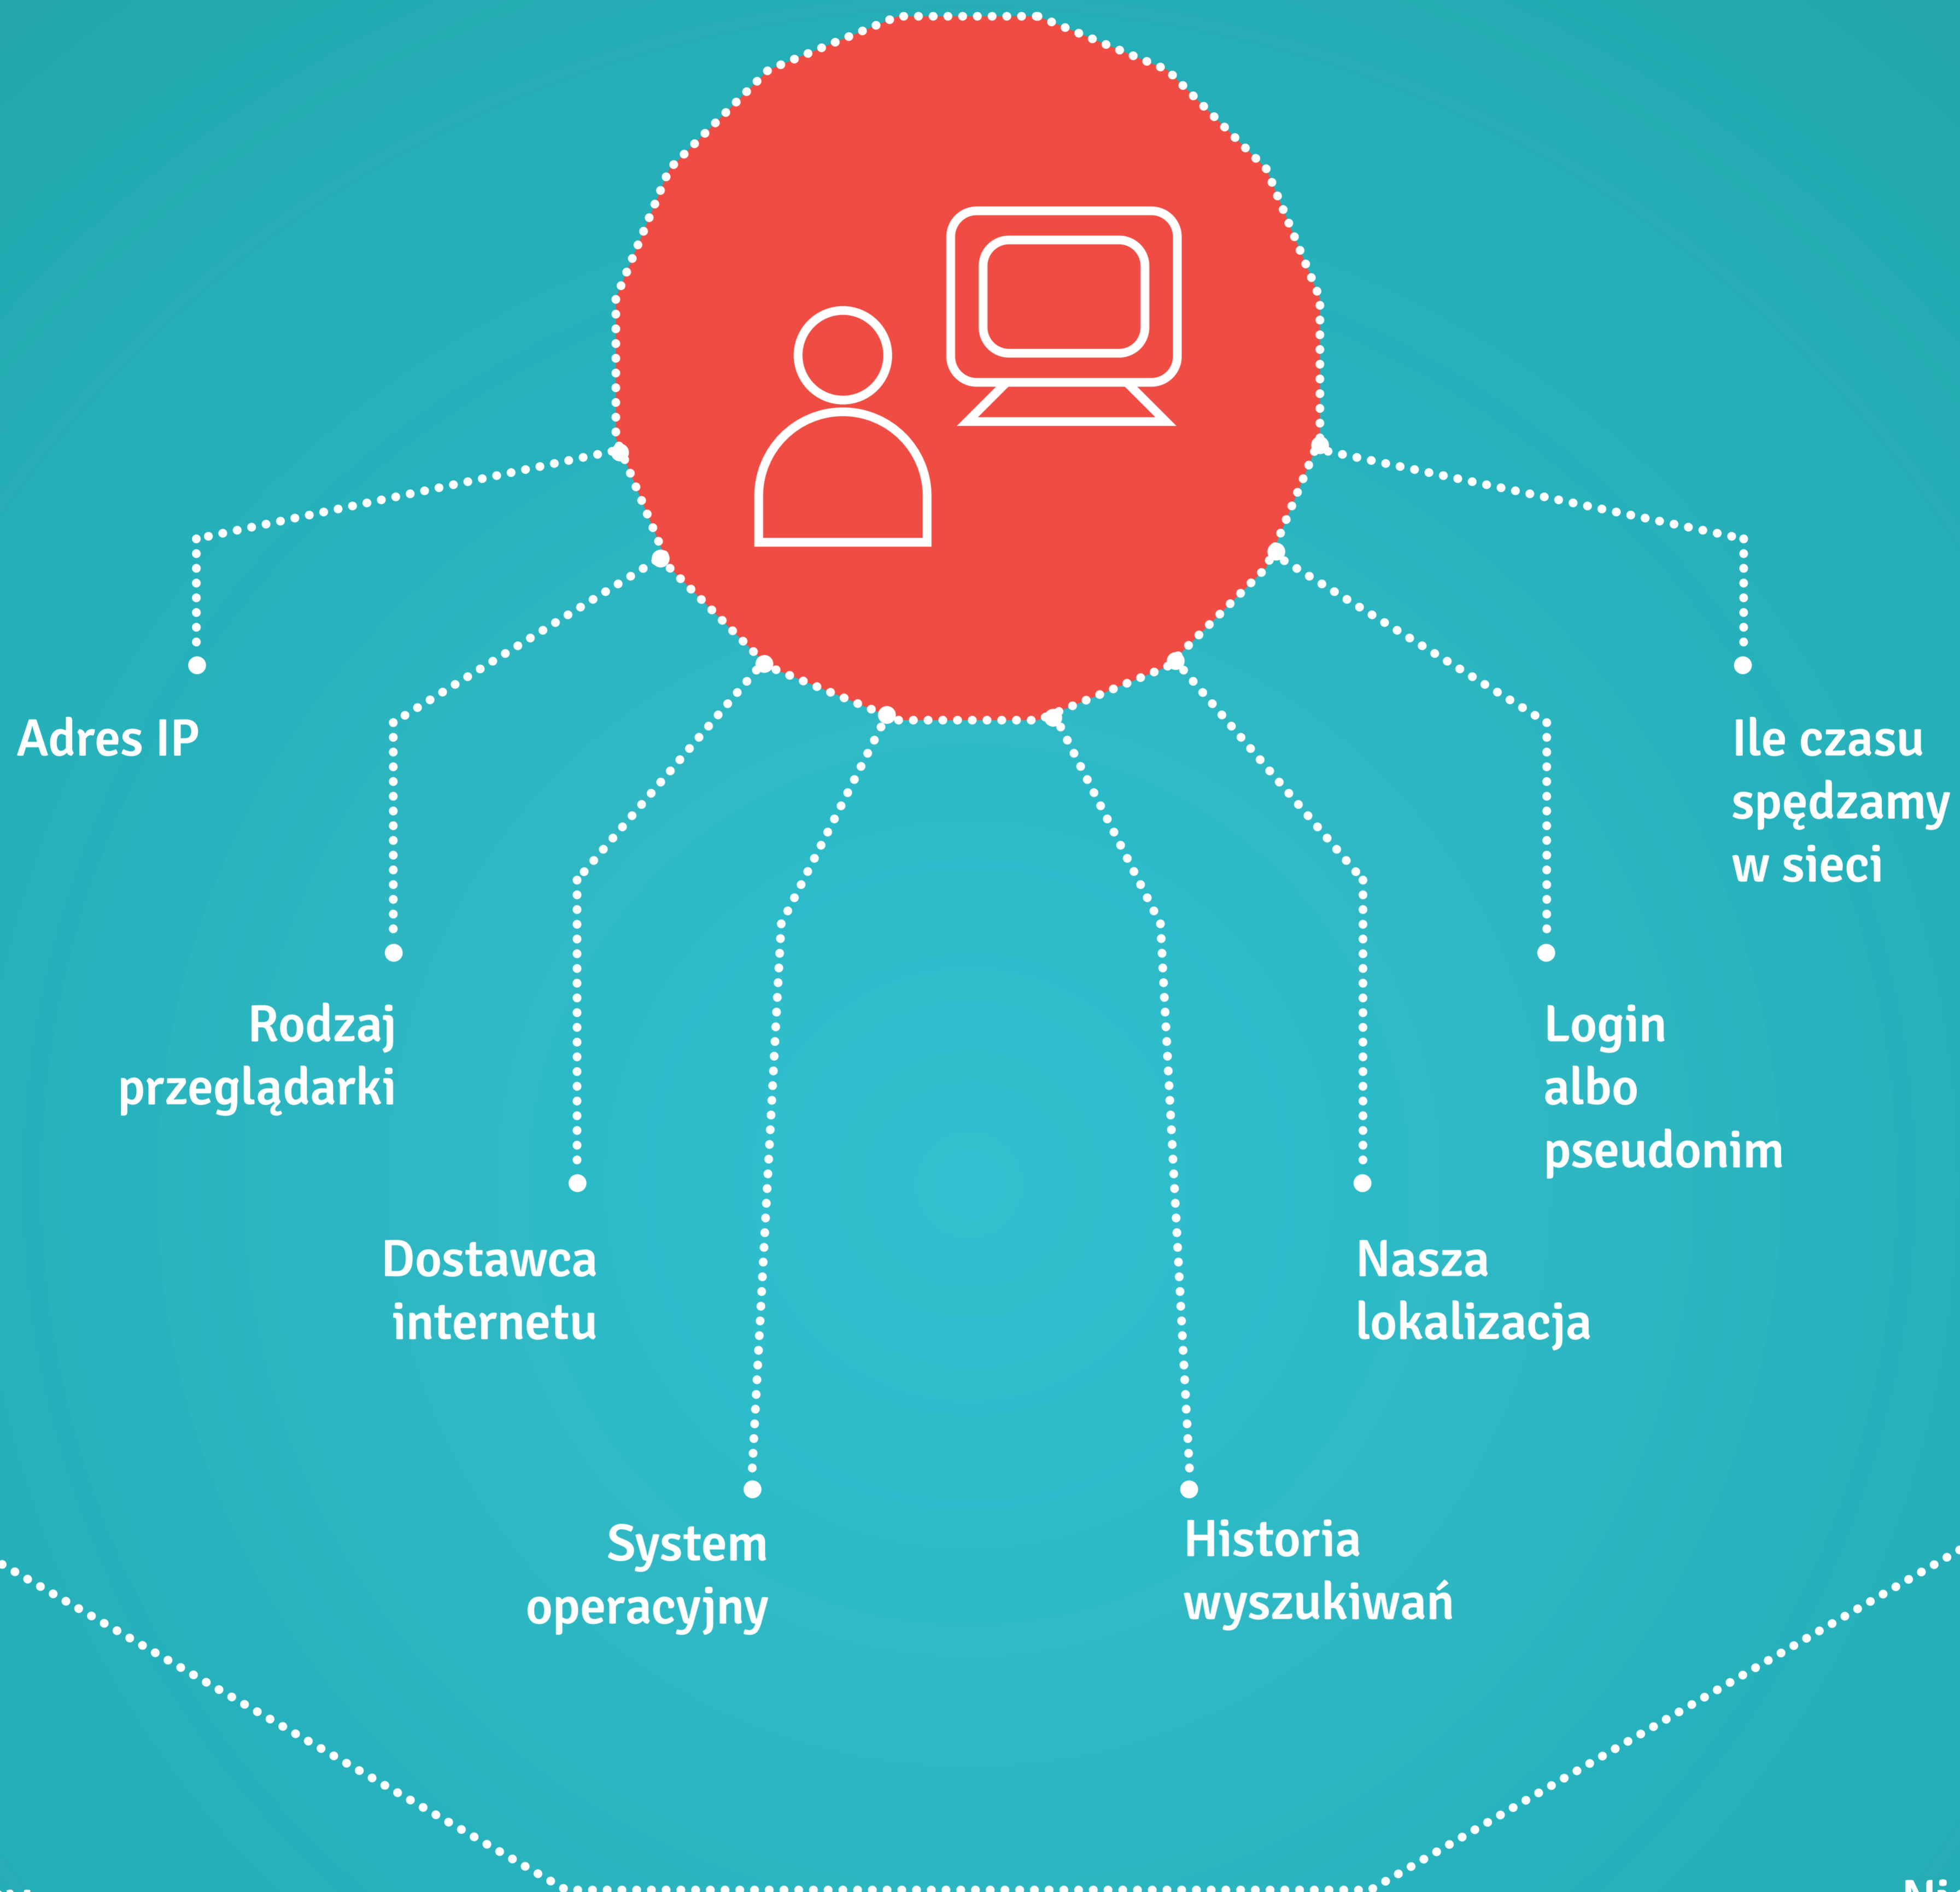 Adres IP
Ile czasu
spędzamy
w sieci
Rodzaj
przeglądarki
Login
albo
pseudonim
Dostawca
internetu
Nasza
lokalizacja
System
operacyjny
Historia
wyszukiwań